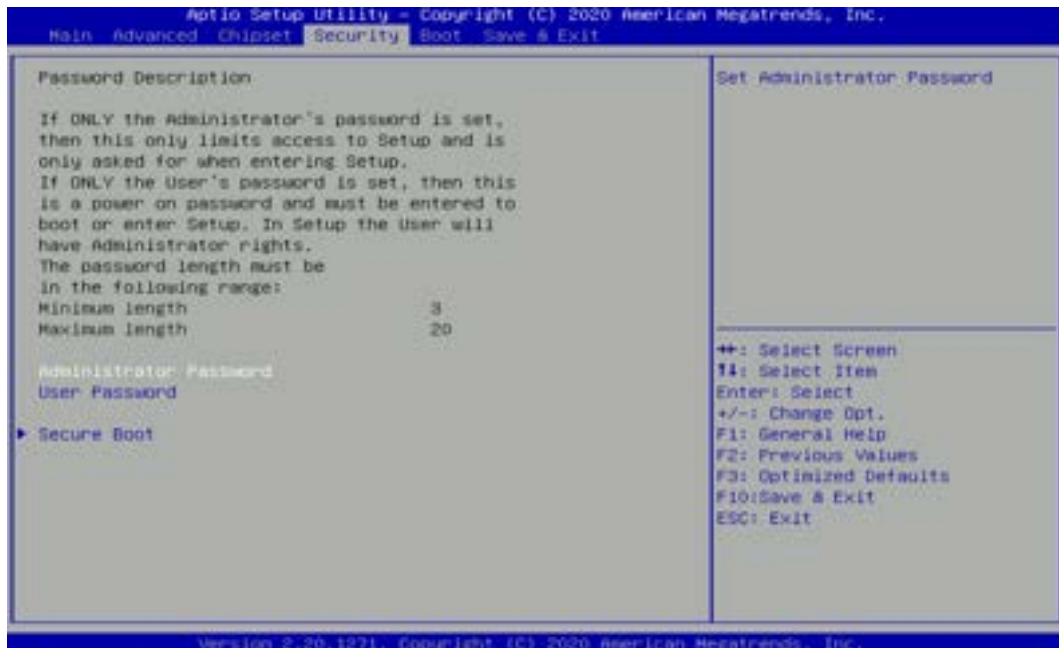 Aptio Setup Utility – Copyright (C) 2020 American Megatrends, Inc.
Main Advanced Chipset Security Boot Save & Exit
Password Description
If ONLY the Administrator's password is set,
then this only limits access to Setup and is
only asked for when entering Setup.
If ONLY the User's password is set, then this
is a power on password and must be entered to
boot or enter Setup. In Setup the User will
have Administrator rights.
The password length must be
in the following range:
Minimum length 3
Maximum length 20
Administrator Password
User Password
Secure Boot
Set Administrator Password
→←: Select Screen
↑↓: Select Item
Enter: Select
+/-: Change Opt.
F1: General Help
F2: Previous Values
F3: Optimized Defaults
F10:Save & Exit
ESC: Exit
Version 2.20.1271. Copyright (C) 2020 American Megatrends, Inc.